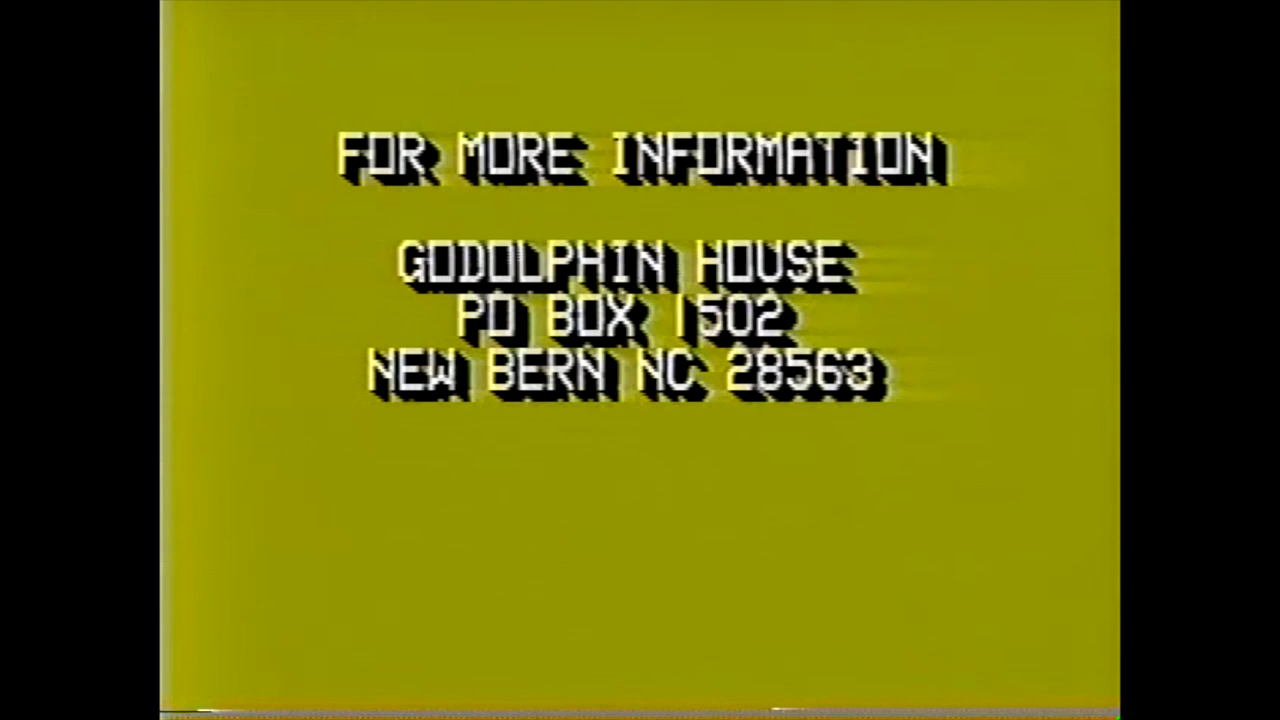 FOR MORE INFORMATION
GODOLPHIN HOUSE
PO BOX 1502
NEW BERN NC 28563